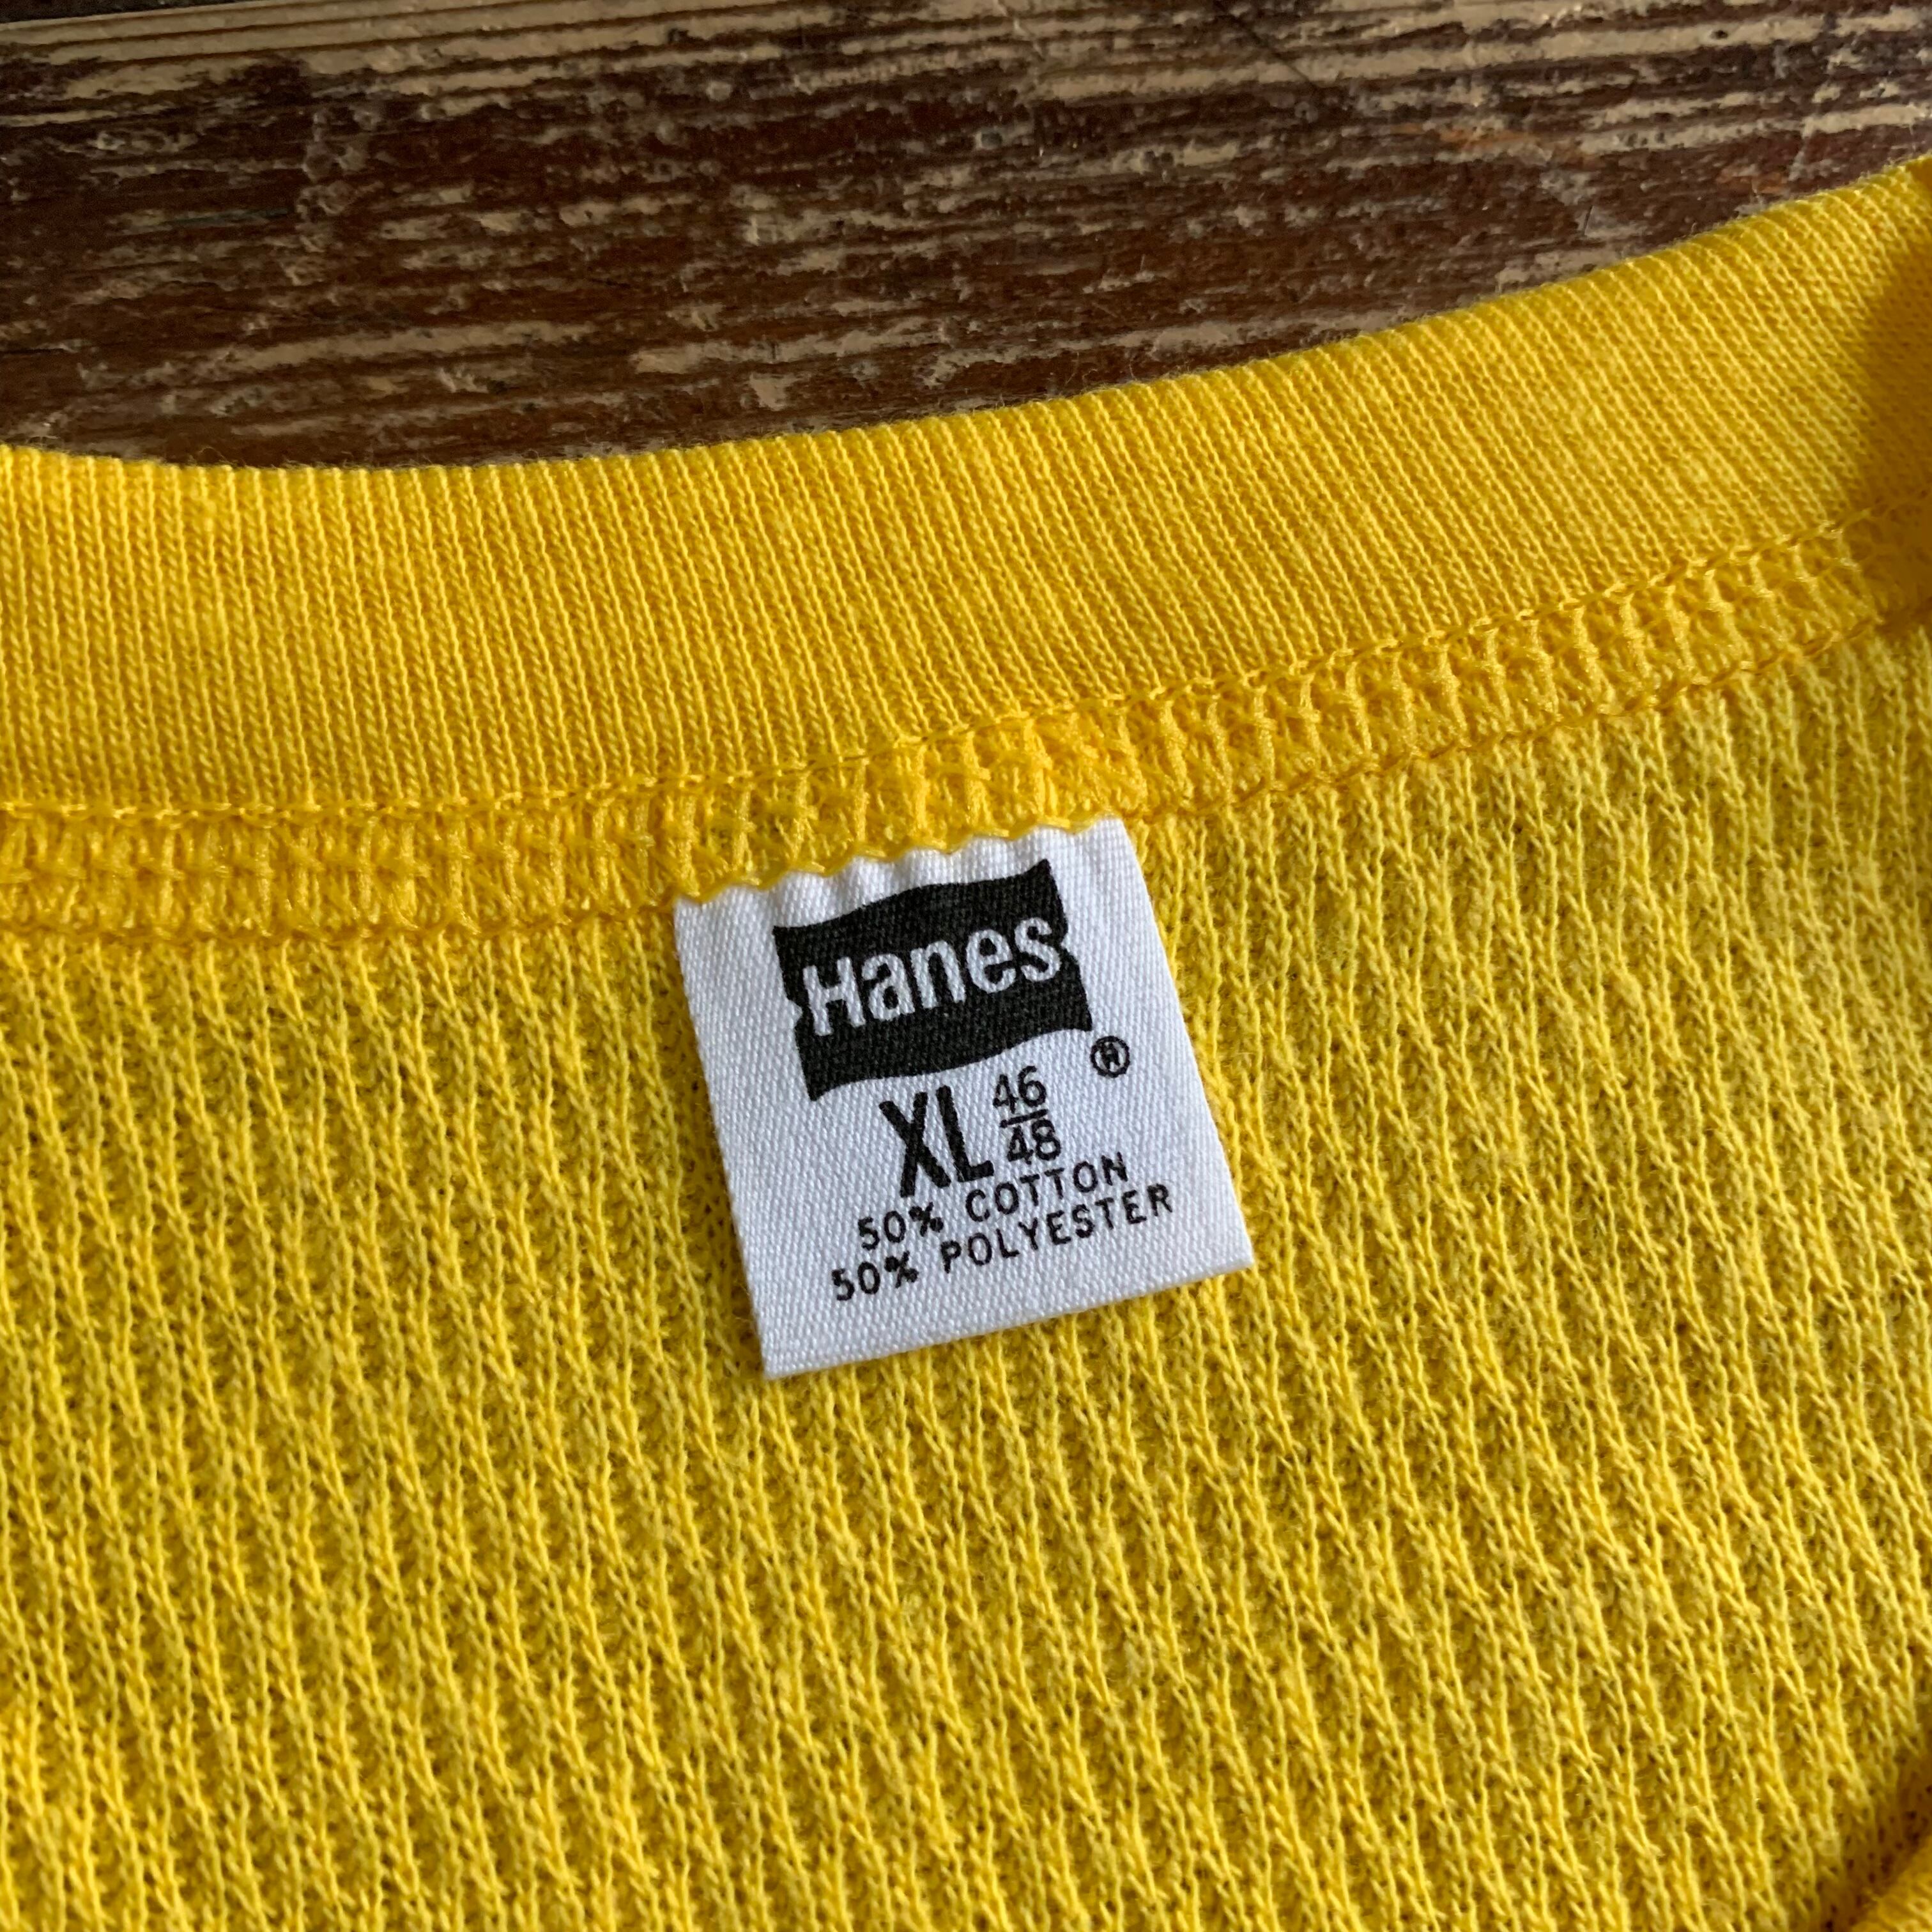 Hanes
®
XL 46/48
50% COTTON
50% POLYESTER